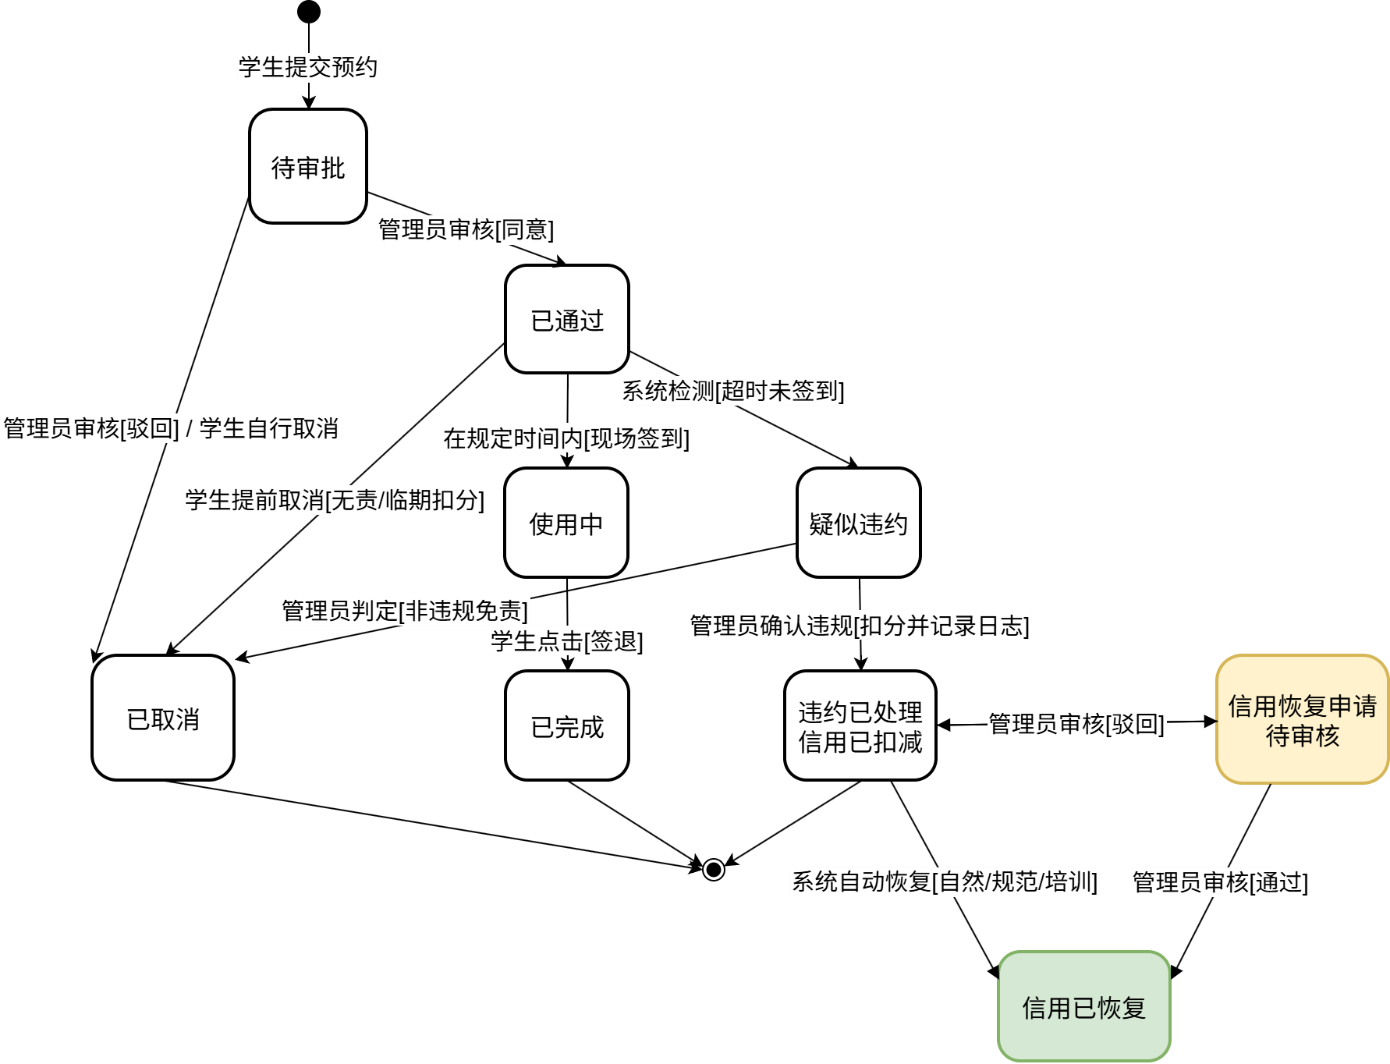 学生提交预约
待审批
管理员审核[同意]
已通过
系统检测[超时未签到]
管理员审核[驳回] / 学生自行取消
在规定时间内[现场签到]
学生提前取消[无责/临期扣分]
使用中
疑似违约
管理员判定[非违规免责]
管理员确认违规[扣分并记录日志]
学生点击[签退]
已取消
已完成
违约已处理
信用已扣减
管理员审核[驳回]
信用恢复申请
待审核
系统自动恢复[自然/规范/培训]
管理员审核[通过]
信用已恢复